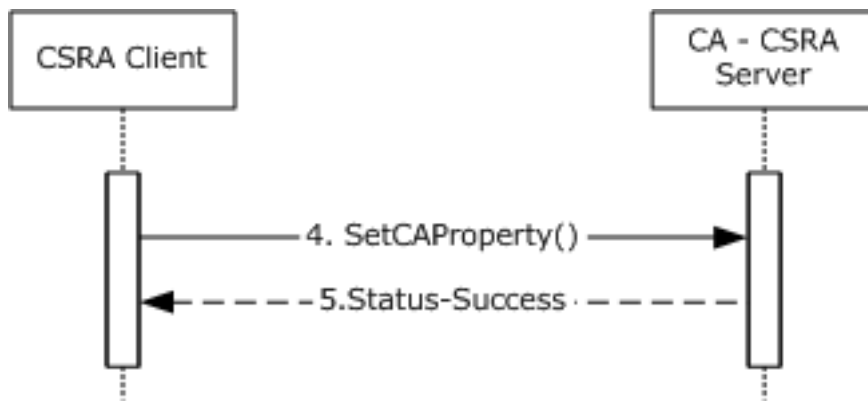 CSRA Client
CA - CSRA
Server
4. SetCAProperty()
5.Status-Success